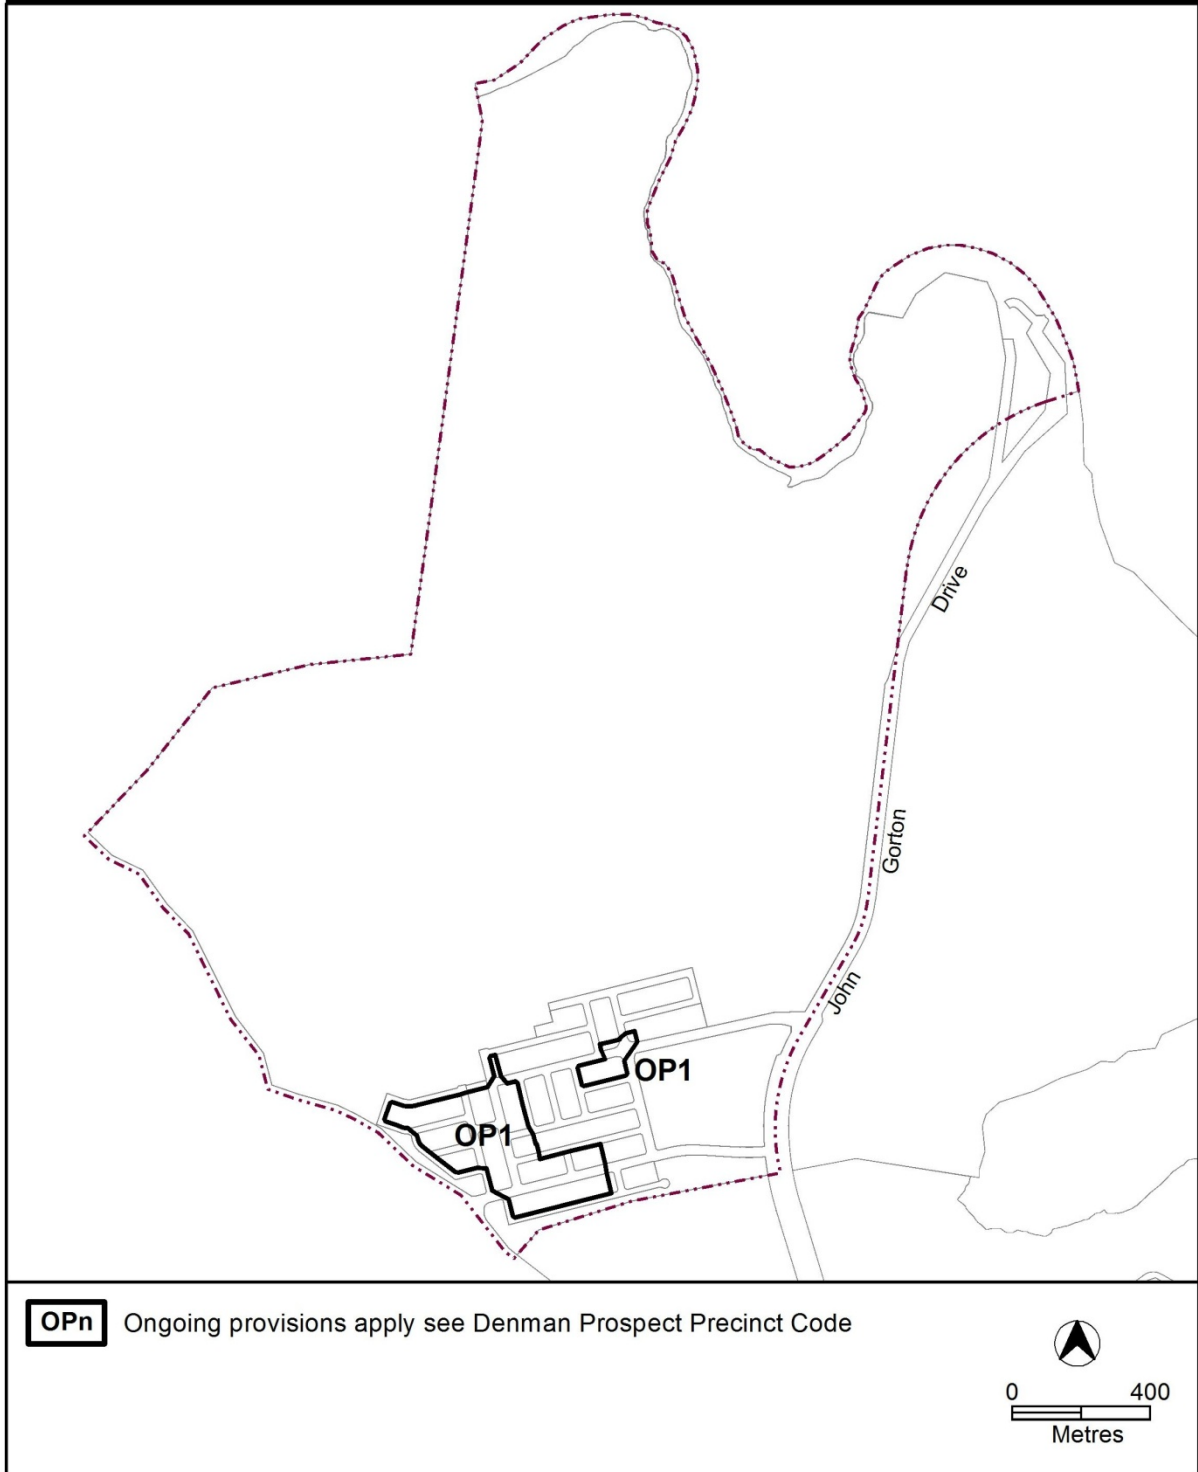 Drive
Gorton
John
OP1
OP1
OPn Ongoing provisions apply see Denman Prospect Precinct Code
0 400
Metres